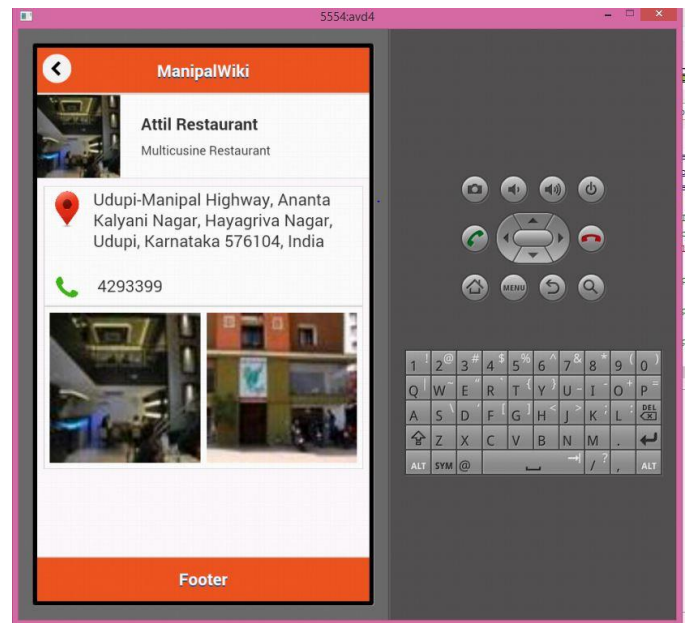 5554:avd4
ManipalWiki
Attil Restaurant
Multicusine Restaurant
Udupi-Manipal Highway, Ananta
Kalyani Nagar, Hayagriva Nagar,
Udupi, Karnataka 576104, India
4293399
Footer
MENU
1 ! 2 @ 3 # 4 $ 5 % 6 ^ 7 & 8 * 9 ( 0 )
Q | W ~ E " R ` T { Y } U _ I - O + P =
A S \ D ' F [ G ] H < J > K ; L : DEL
Z X C V B N M .
ALT SYM @ / ? , ALT